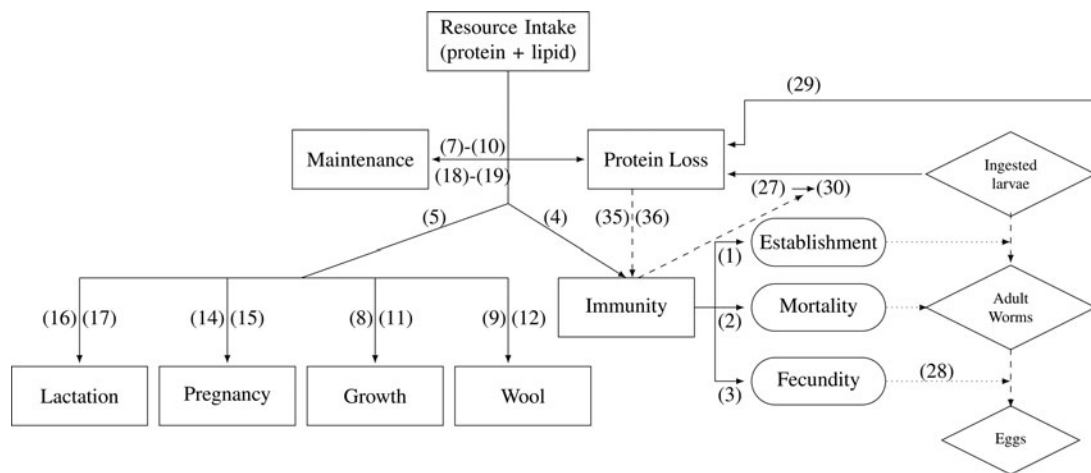 Resource Intake
(protein + lipid)
(29)
Maintenance
(7)-(10)
(18)-(19)
Protein Loss
Ingested
larvae
(27)
(30)
(5)
(4)
(35)
(36)
Establishment
(1)
Immunity
(2)
Mortality
Adult
Worms
(16)
(17)
(14)
(15)
(8)
(11)
(9)
(12)
(3)
Fecundity
(28)
Lactation
Pregnancy
Growth
Wool
Eggs